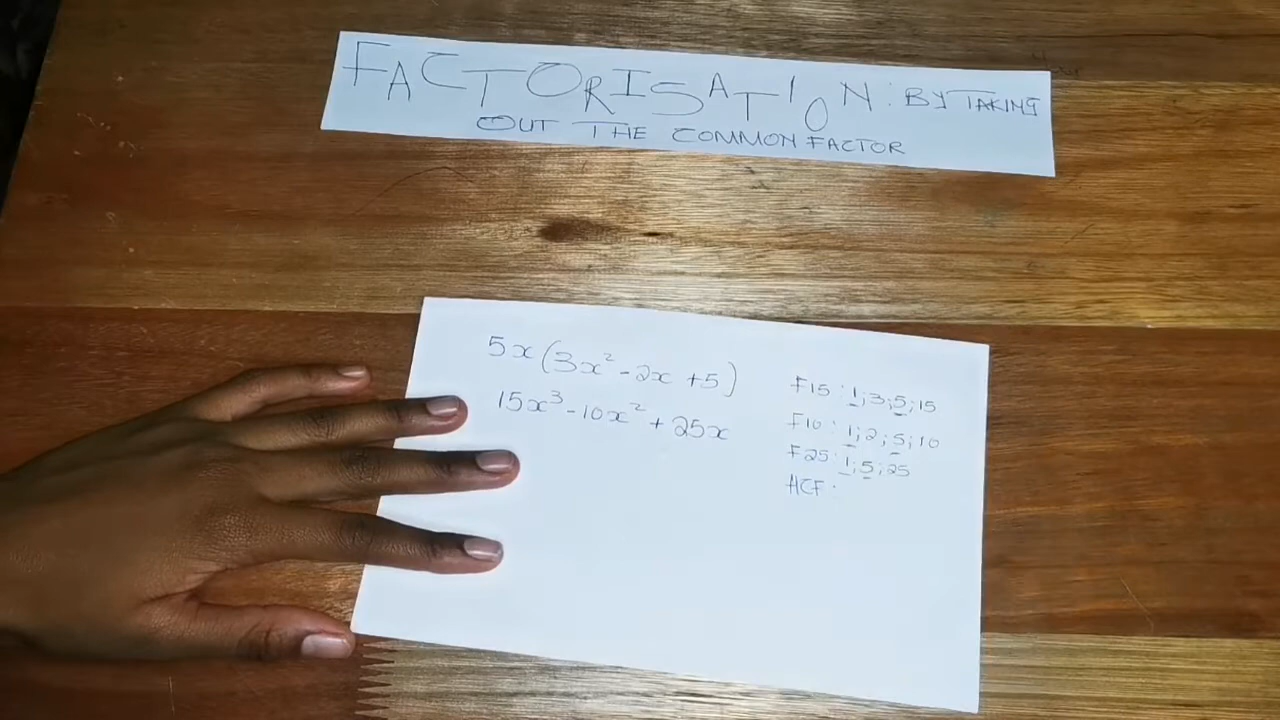 FACTORISATION: BY TAKING
OUT THE COMMON FACTOR
5x(3x² - 2x + 5)
15x³ - 10x² + 25x
F15: 1;3;5;15
F10: 1;2;5;10
F25: 1;5;25
HCF: